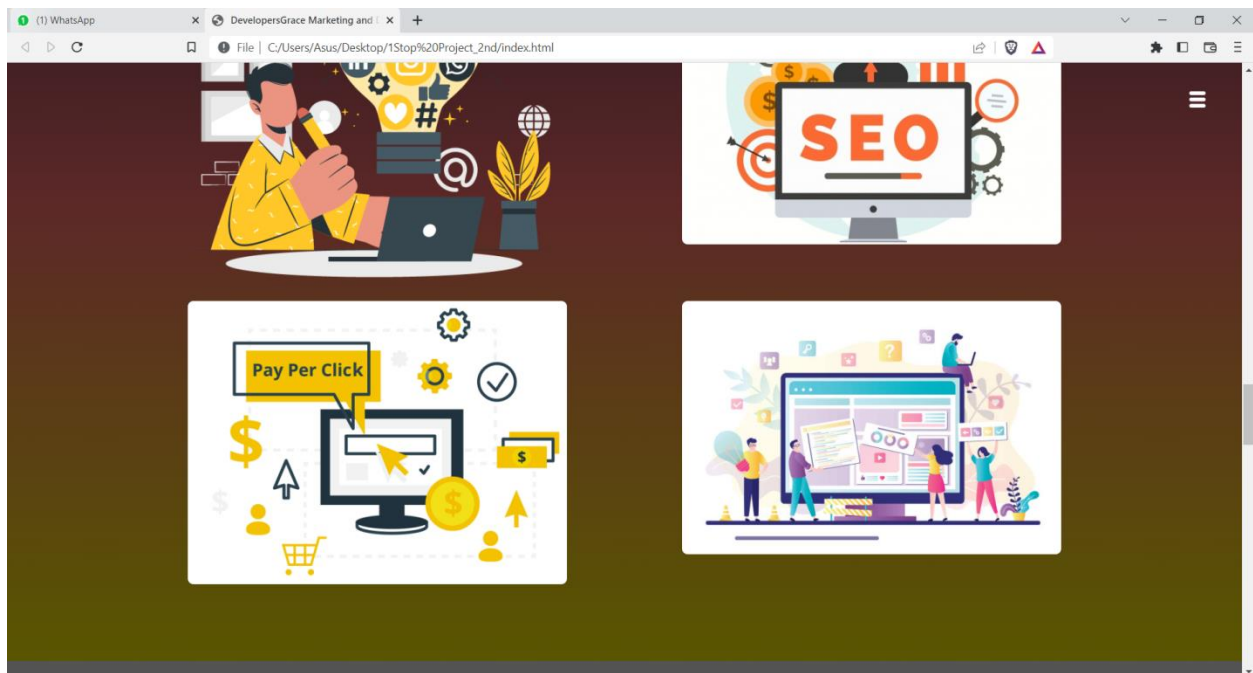 (1) WhatsApp
DevelopersGrace Marketing and
File | C:/Users/Asus/Desktop/1Stop%20Project_2nd/index.html
#
@
$
$
SEO
Pay Per Click
$
$
$
$
?